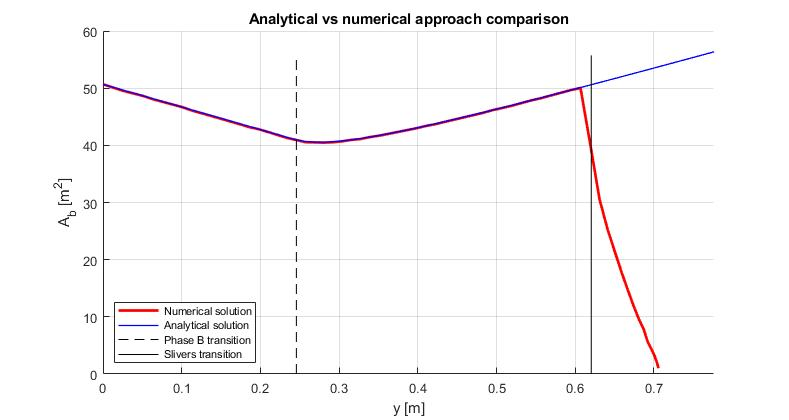 Analytical vs numerical approach comparison
60
50
40
30
20
10
0
A_b [m^2]
Numerical solution
Analytical solution
Phase B transition
Slivers transition
0 0.1 0.2 0.3 0.4 0.5 0.6 0.7
y [m]